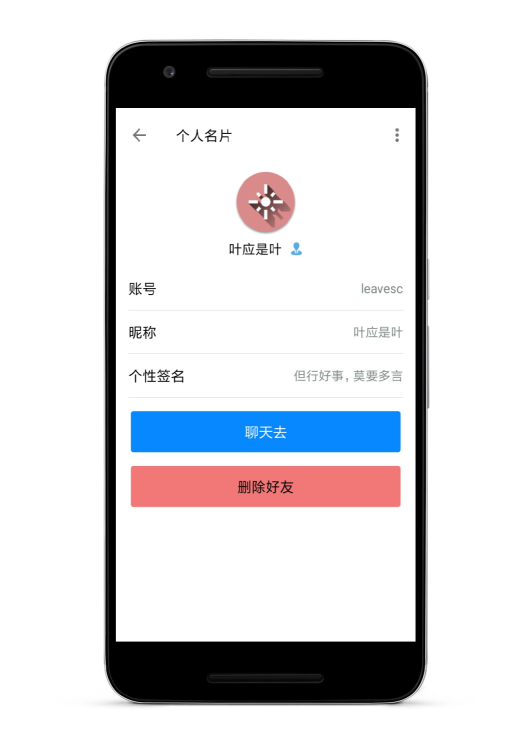 个人名片
叶应是叶
账号 leavesc
昵称 叶应是叶
个性签名 但行好事，莫要多言
聊天去
删除好友